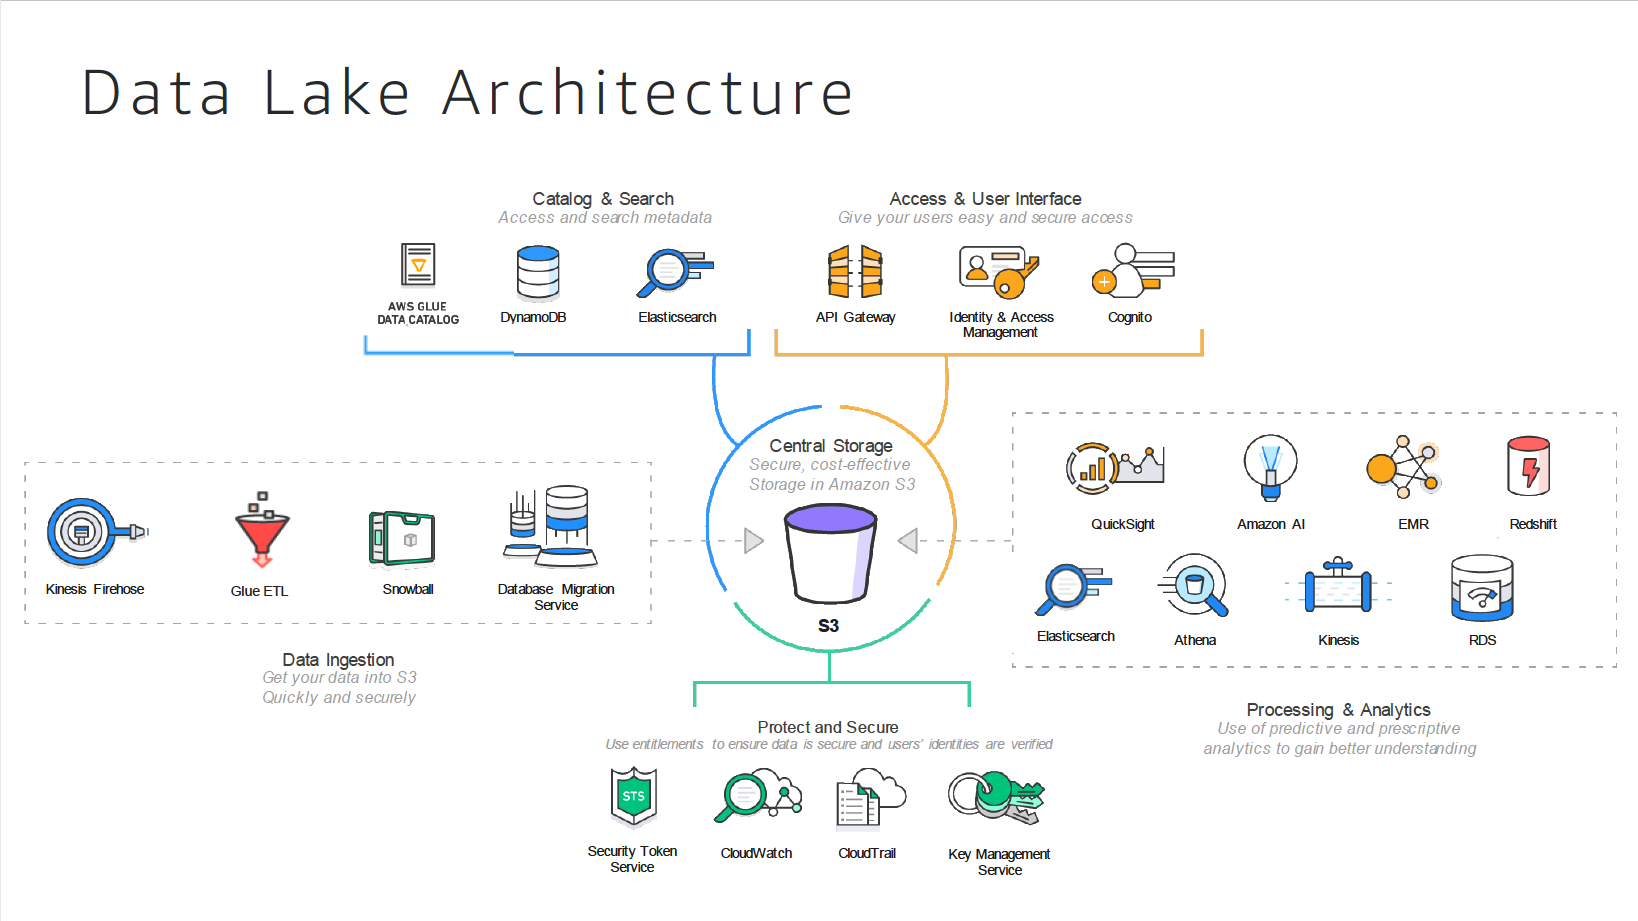 Data Lake Architecture
Catalog & Search
Access and search metadata
AWS GLUE
DATA CATALOG
DynamoDB
Elasticsearch
Access & User Interface
Give your users easy and secure access
API Gateway
Identity & Access
Management
Cognito
Central Storage
Secure, cost-effective
Storage in Amazon S3
S3
Kinesis Firehose
Glue ETL
Snowball
Database Migration
Service
Data Ingestion
Get your data into S3
Quickly and securely
QuickSight
Amazon AI
EMR
Redshift
Elasticsearch
Athena
Kinesis
RDS
Processing & Analytics
Use of predictive and prescriptive
analytics to gain better understanding
Protect and Secure
Use entitlements to ensure data is secure and users' identities are verified
STS
Security Token
Service
CloudWatch
CloudTrail
Key Management
Service